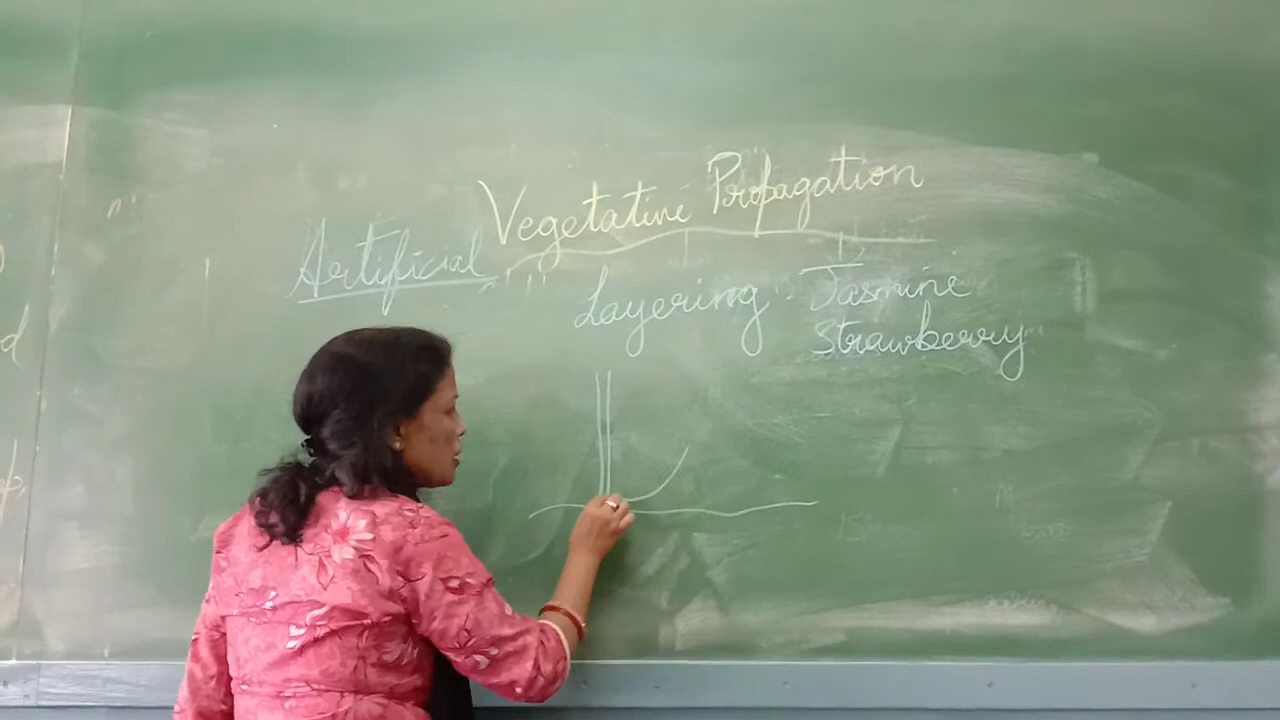 Vegetative Propagation
Artificial
Layering - Jasmine
Strawberry